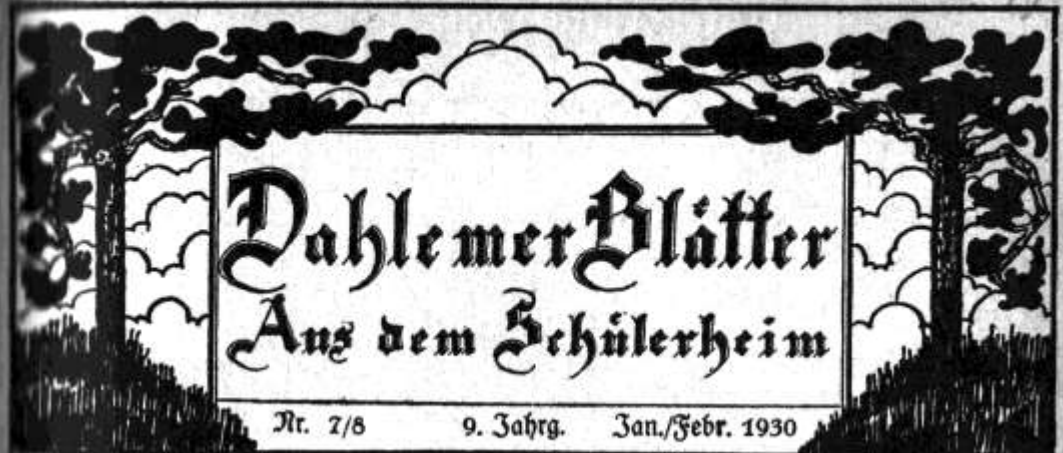 Dahlemer Blätter
Aus dem Schülerheim
Nr. 7/8 9. Jahrg. Jan./Febr. 1930